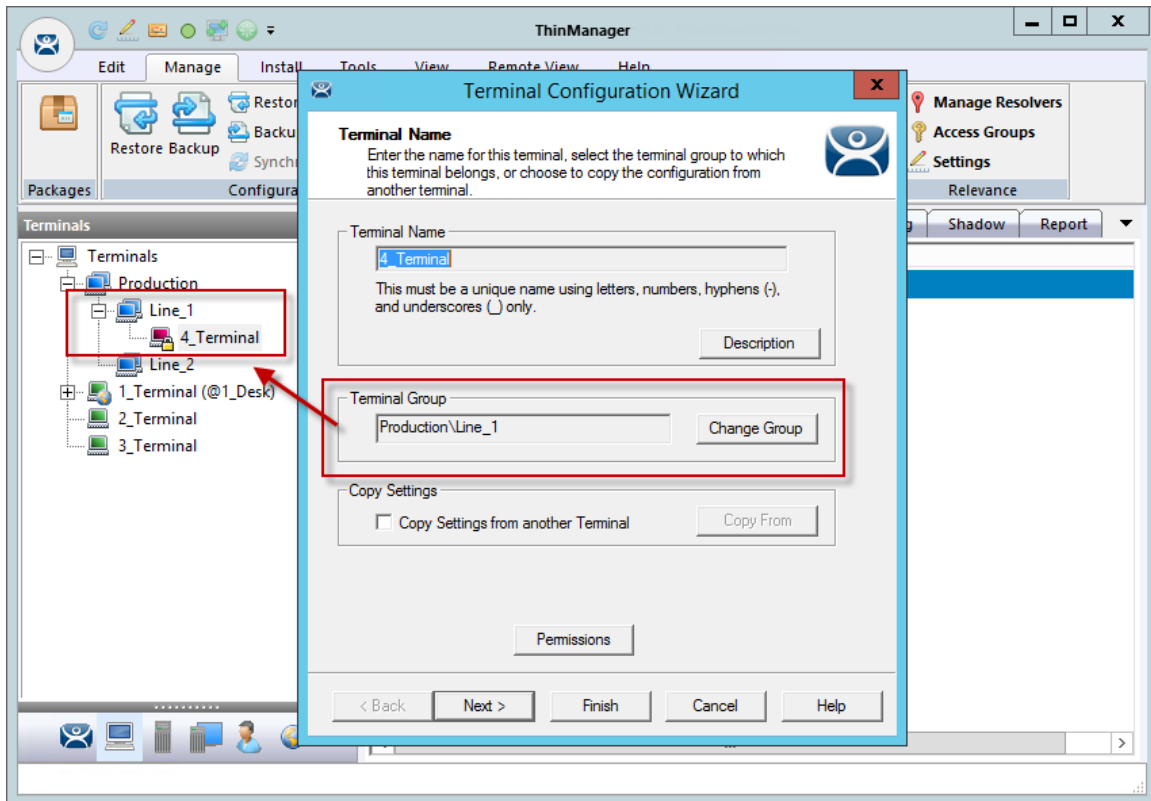 ThinManager
Edit Manage Install Tools View Remote View Help
Packages
Restore Backup
Configura
Manage Resolvers
Access Groups
Settings
Relevance
Terminals
Terminals
Production
Line_1
4_Terminal
Line_2
1_Terminal (@1_Desk)
2_Terminal
3_Terminal
Shadow Report
Terminal Configuration Wizard
X
Terminal Name
Enter the name for this terminal, select the terminal group to which
this terminal belongs, or choose to copy the configuration from
another terminal.
Terminal Name
4_Terminal
This must be a unique name using letters, numbers, hyphens (-),
and underscores (_) only.
Description
Terminal Group
Production\Line_1
Change Group
Copy Settings
Copy Settings from another Terminal
Copy From
Permissions
< Back Next > Finish Cancel Help